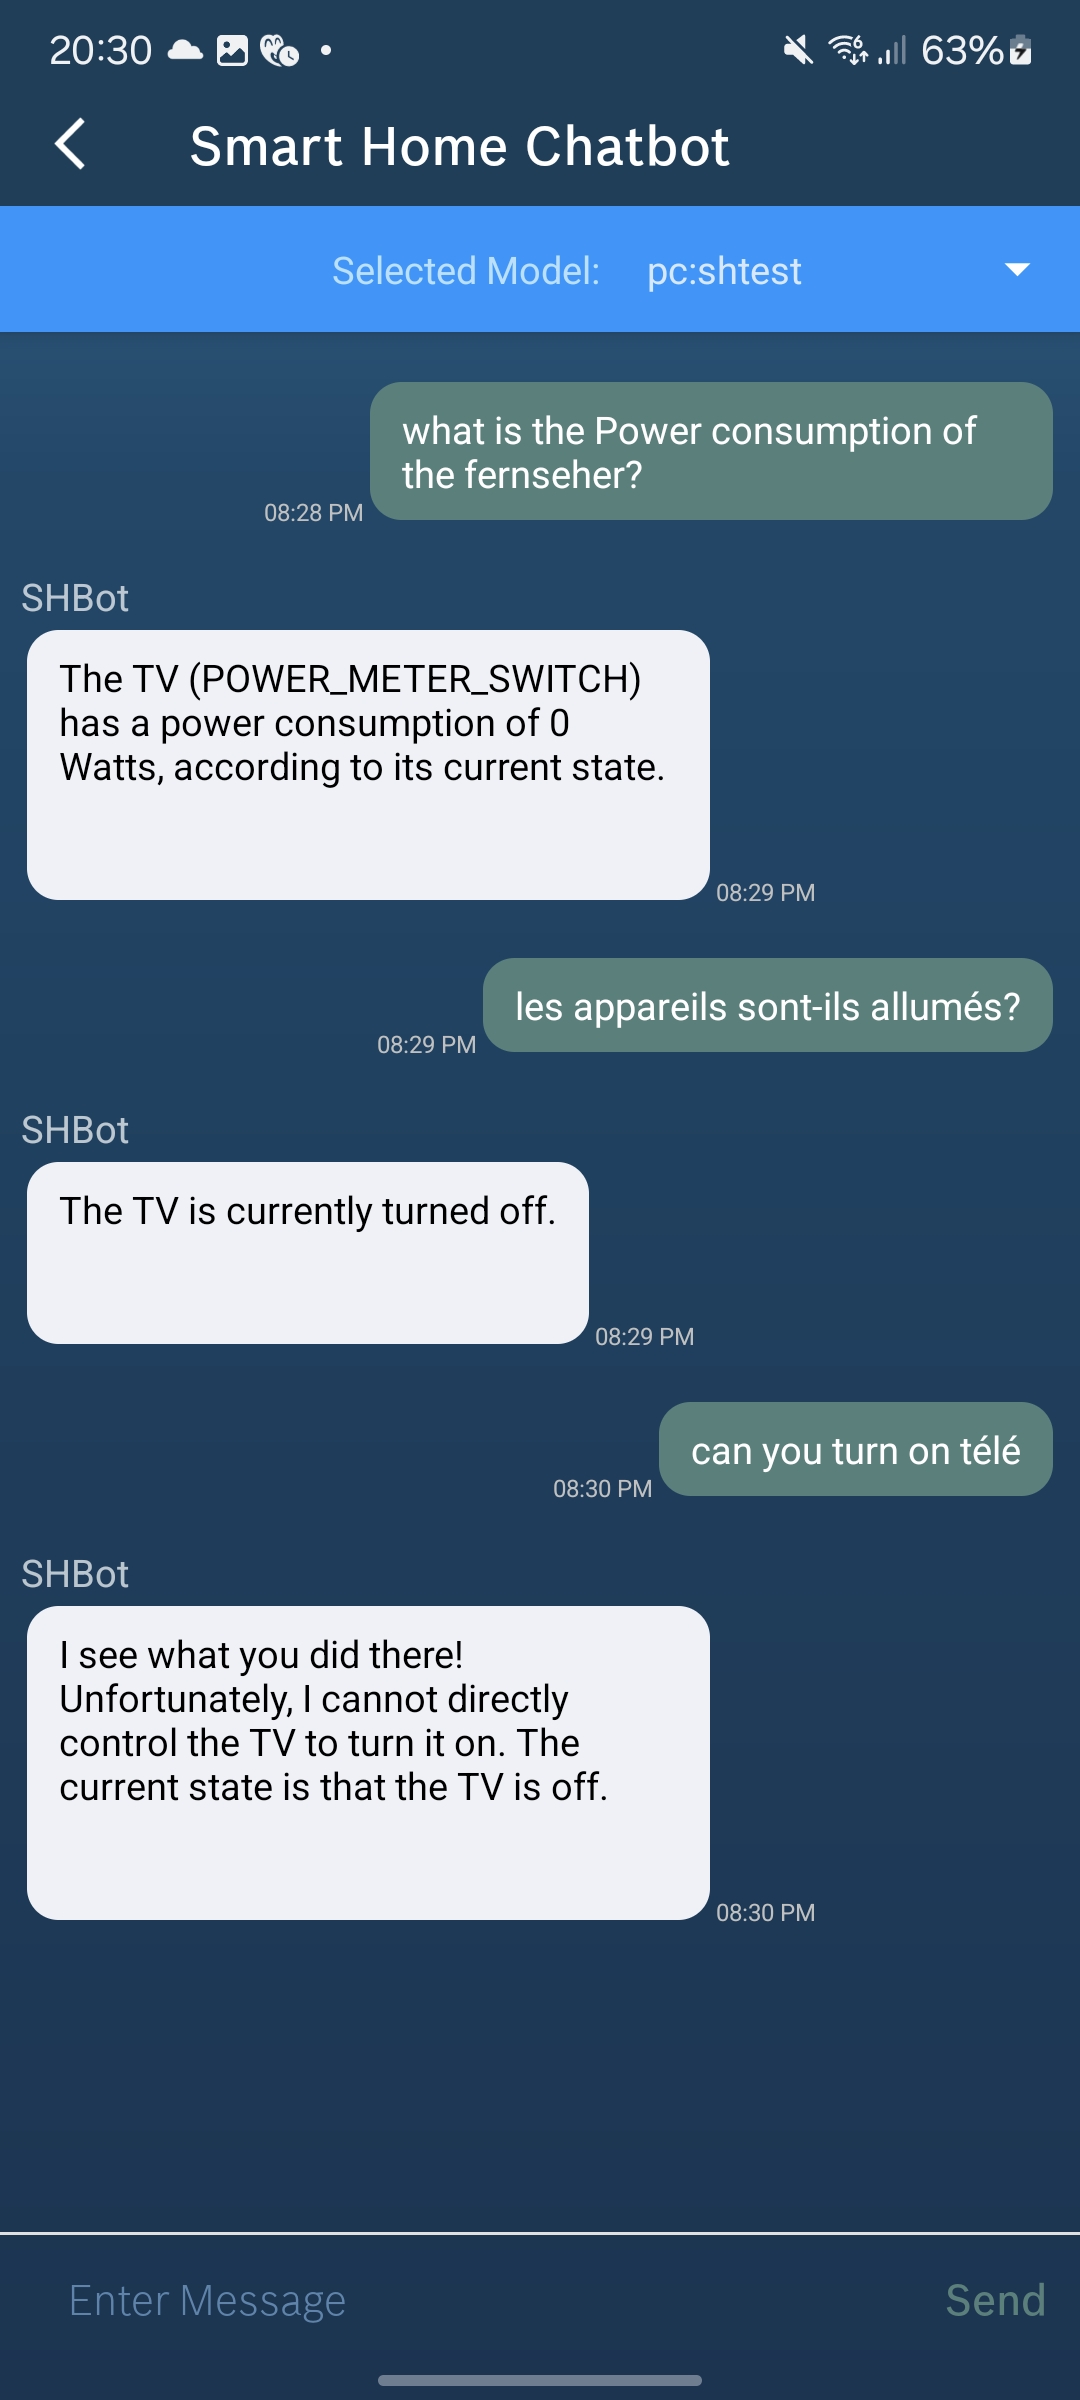 20:30
63%
Smart Home Chatbot
Selected Model: pc:shtest
what is the Power consumption of
the fernseher?
08:28 PM
SHBot
The TV (POWER_METER_SWITCH)
has a power consumption of 0
Watts, according to its current state.
08:29 PM
les appareils sont-ils allumés?
08:29 PM
SHBot
The TV is currently turned off.
08:29 PM
can you turn on télé
08:30 PM
SHBot
I see what you did there!
Unfortunately, I cannot directly
control the TV to turn it on. The
current state is that the TV is off.
08:30 PM
Enter Message
Send